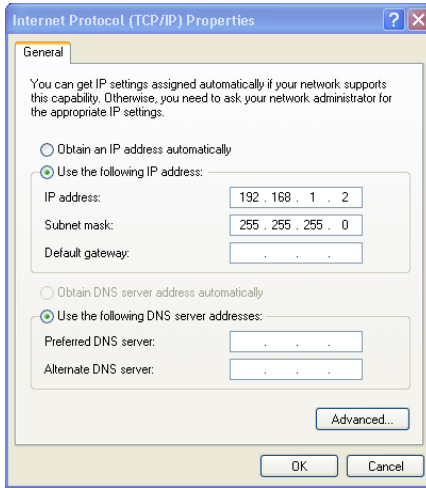 Internet Protocol (TCP/IP) Properties
General
You can get IP settings assigned automatically if your network supports
this capability. Otherwise, you need to ask your network administrator for
the appropriate IP settings.
Obtain an IP address automatically
Use the following IP address:
IP address: 192 . 168 . 1 . 2
Subnet mask: 255 . 255 . 255 . 0
Default gateway: . . .
Obtain DNS server address automatically
Use the following DNS server addresses:
Preferred DNS server: . . .
Alternate DNS server: . . .
Advanced...
OK Cancel